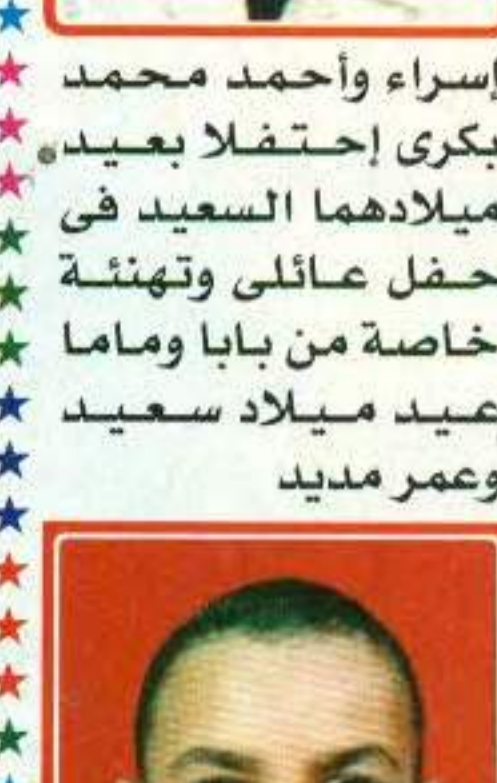 إسراء وأحمد محمد
بكرى إحتفلا بعيد
ميلادهما السعيد فى
حفل عائلى وتهنئة
خاصة من بابا وماما
عيد ميلاد سعيد
وعمر مديد